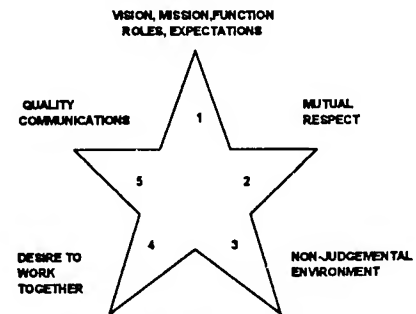 VISION, MISSION,FUNCTION
ROLES, EXPECTATIONS
QUALITY
COMMUNICATIONS
MUTUAL
RESPECT
1
5
2
4
3
DESIRE TO
WORK
TOGETHER
NON-JUDGEMENTAL
ENVIRONMENT